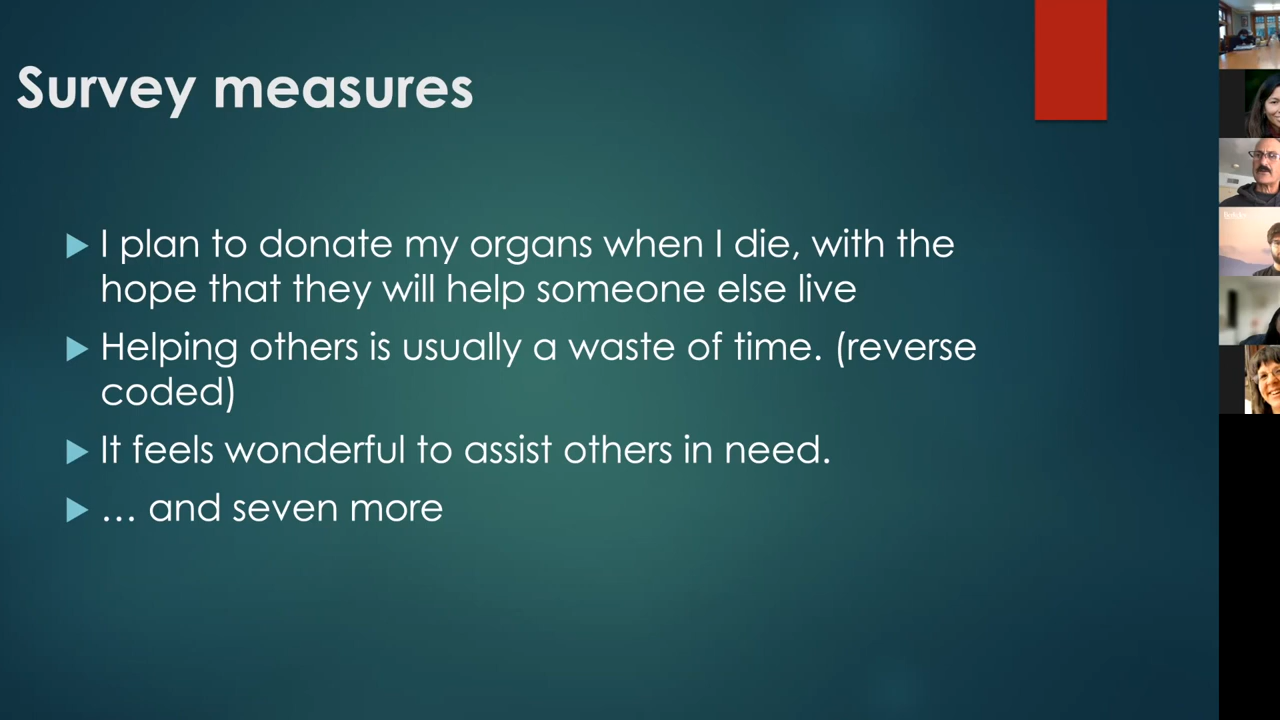 Survey measures
I plan to donate my organs when I die, with the
hope that they will help someone else live
Helping others is usually a waste of time. (reverse
coded)
It feels wonderful to assist others in need.
… and seven more